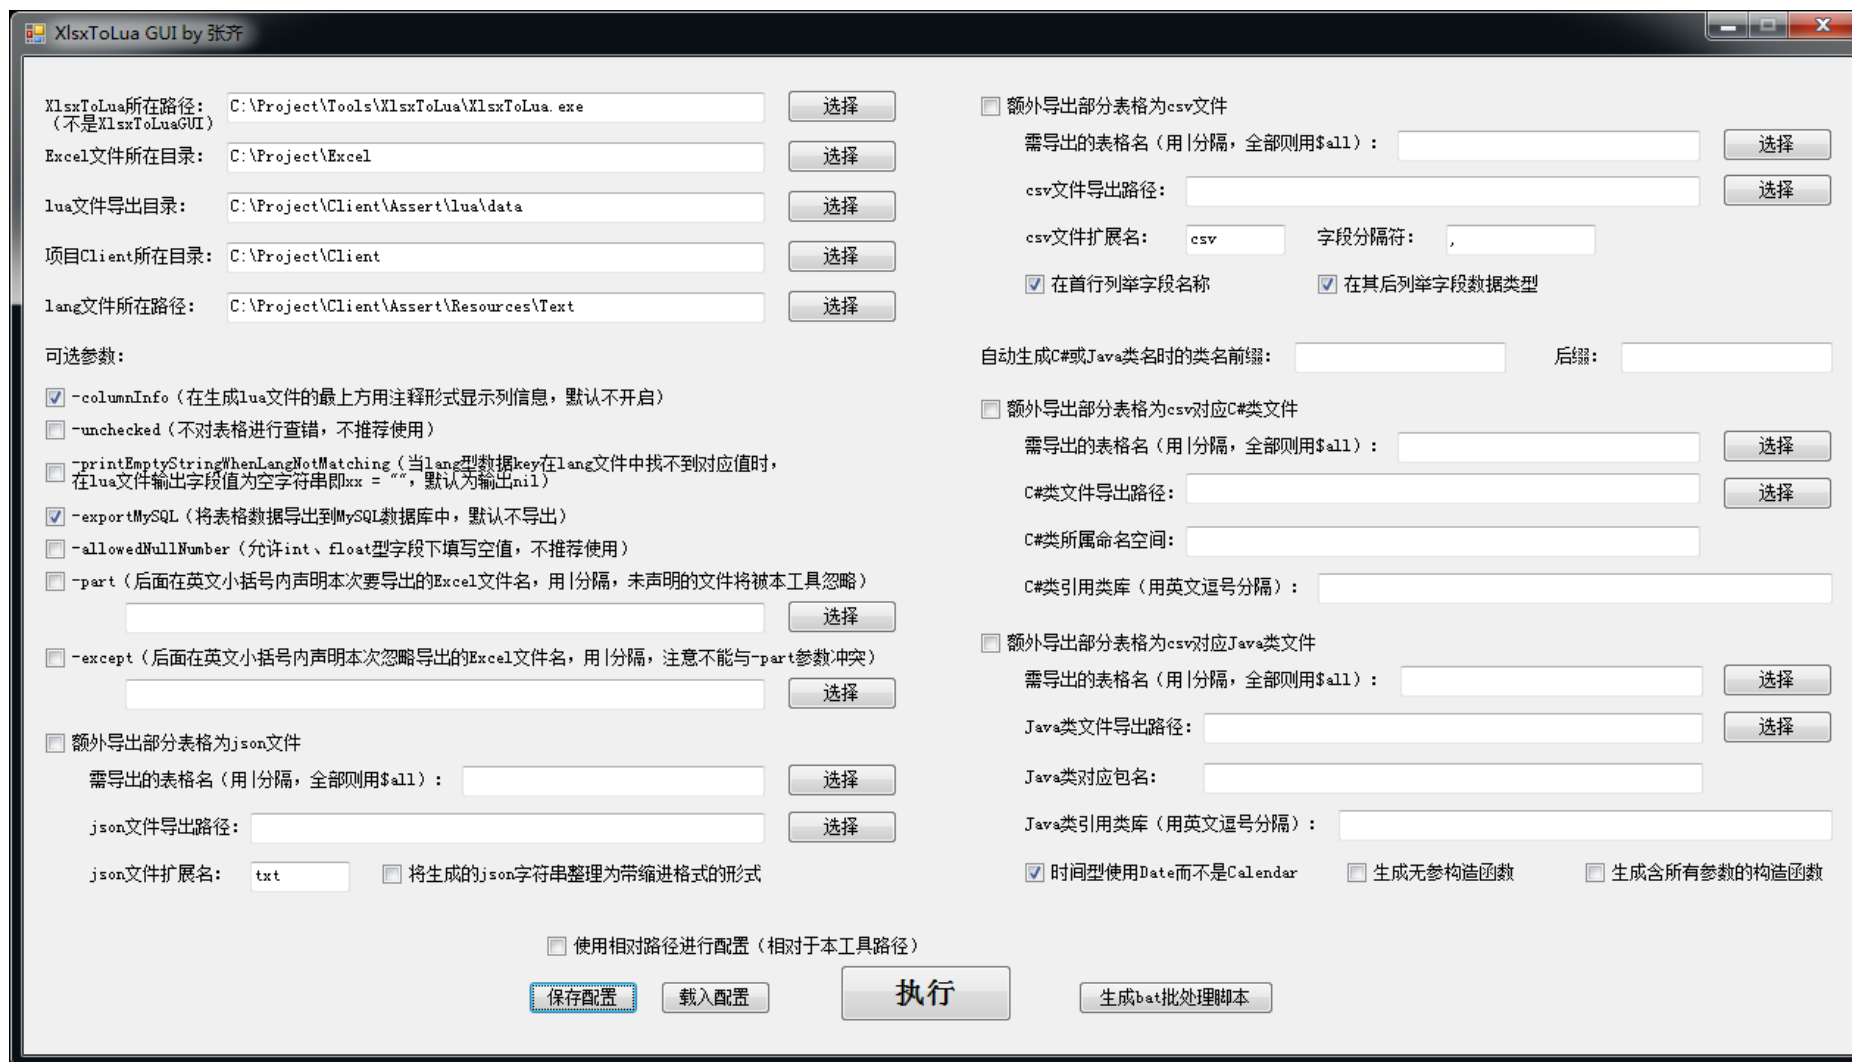 XlsxToLua GUI by 张齐
XlsxToLua所在路径： C:\Project\Tools\XlsxToLua\XlsxToLua.exe 选择
（不是XlsxToLuaGUI）
Excel文件所在目录： C:\Project\Excel 选择
lua文件导出目录： C:\Project\Client\Assert\lua\data 选择
项目Client所在目录： C:\Project\Client 选择
lang文件所在路径： C:\Project\Client\Assert\Resources\Text 选择
可选参数：
-columnInfo（在生成lua文件的最上方用注释形式显示列信息，默认不开启）
-unchecked（不对表格进行查错，不推荐使用）
-printEmptyStringWhenLangNotMatching（当lang型数据key在lang文件中找不到对应值时，
在lua文件输出字段值为空字符串即xx = ""，默认为输出nil）
-exportMySQL（将表格数据导出到MySQL数据库中，默认不导出）
-allowedNullNumber（允许int、float型字段下填写空值，不推荐使用）
-part（后面在英文小括号内声明本次要导出的Excel文件名，用|分隔，未声明的文件将被本工具忽略）
选择
-except（后面在英文小括号内声明本次忽略导出的Excel文件名，用|分隔，注意不能与-part参数冲突）
选择
额外导出部分表格为json文件
需导出的表格名（用|分隔，全部则用$all）： 选择
json文件导出路径： 选择
json文件扩展名： txt 将生成的json字符串整理为带缩进格式的形式
额外导出部分表格为csv文件
需导出的表格名（用|分隔，全部则用$all）： 选择
csv文件导出路径： 选择
csv文件扩展名： csv 字段分隔符： ,
在首行列举字段名称 在其后列举字段数据类型
自动生成C#或Java类名时的类名前缀： 后缀：
额外导出部分表格为csv对应C#类文件
需导出的表格名（用|分隔，全部则用$all）： 选择
C#类文件导出路径： 选择
C#类所属命名空间：
C#类引用类库（用英文逗号分隔）：
额外导出部分表格为csv对应Java类文件
需导出的表格名（用|分隔，全部则用$all）： 选择
Java类文件导出路径： 选择
Java类对应包名：
Java类引用类库（用英文逗号分隔）：
时间型使用Date而不是Calendar 生成无参构造函数 生成含所有参数的构造函数
使用相对路径进行配置（相对于本工具路径）
保存配置 载入配置 执行 生成bat批处理脚本